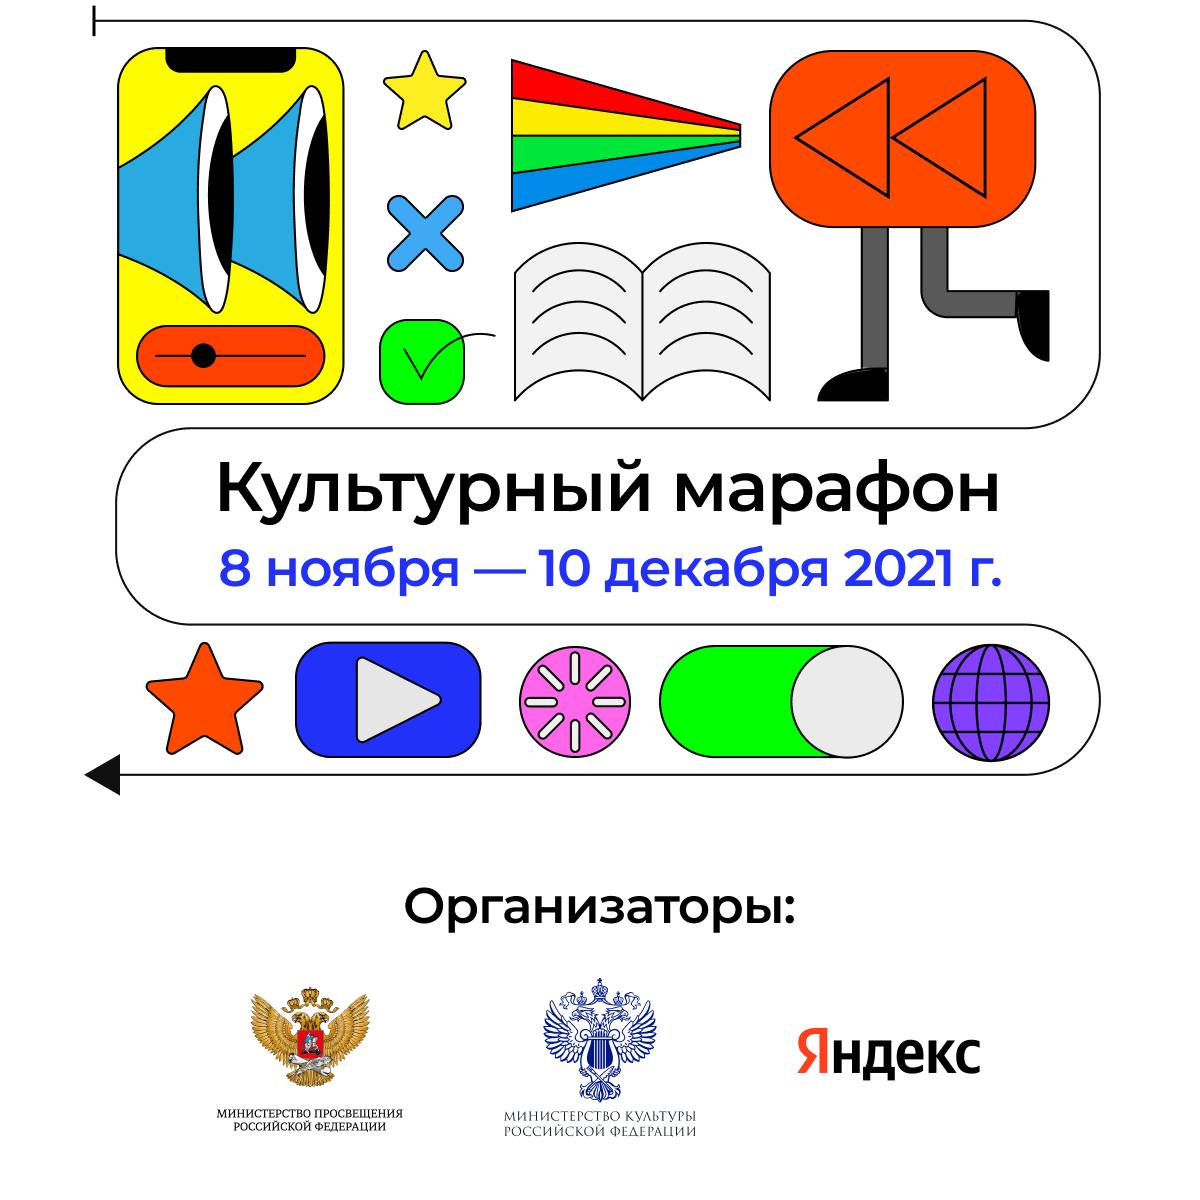 Культурный марафон
8 ноября — 10 декабря 2021 г.
Организаторы:
МИНИСТЕРСТВО ПРОСВЕЩЕНИЯ
РОССИЙСКОЙ ФЕДЕРАЦИИ
МИНИСТЕРСТВО КУЛЬТУРЫ
РОССИЙСКОЙ ФЕДЕРАЦИИ
Яндекс